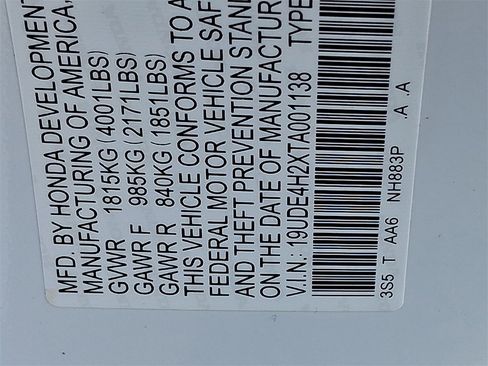 MFD. BY HONDA DEVELOPMENT
MANUFACTURING OF AMERICA,
GVWR 1815KG (4001LBS)
GAWR F 985KG (2171LBS)
GAWR R 840KG (1851LBS)
THIS VEHICLE CONFORMS TO A
FEDERAL MOTOR VEHICLE SAF
AND THEFT PREVENTION STAN
ON THE DATE OF MANUFACTUR
V.I.N.: 19UDE4H2XTA001138 TYPE
3S5 T AA6 NH883P .A .A